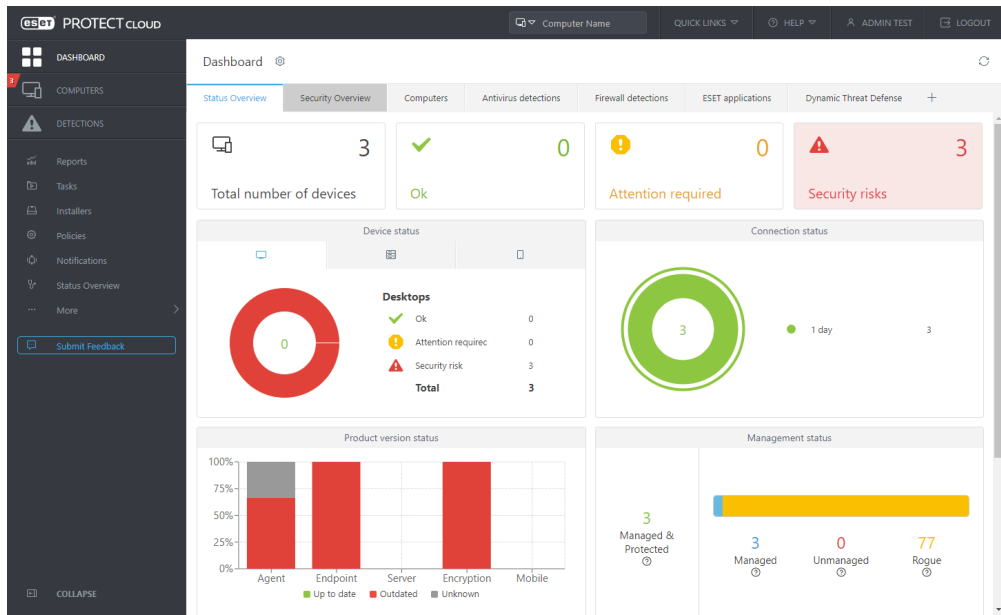 eset PROTECT CLOUD
Computer Name
QUICK LINKS
HELP
ADMIN TEST
LOGOUT
DASHBOARD
3
COMPUTERS
DETECTIONS
Reports
Tasks
Installers
Policies
Notifications
Status Overview
More
Submit Feedback
COLLAPSE
Dashboard
Status Overview
Security Overview
Computers
Antivirus detections
Firewall detections
ESET applications
Dynamic Threat Defense
3
Total number of devices
0
Ok
0
Attention required
3
Security risks
Device status
0
Desktops
Ok 0
Attention requirec 0
Security risk 3
Total 3
Connection status
3
1 day 3
Product version status
100%
75%
50%
25%
0%
Agent Endpoint Server Encryption Mobile
Up to date Outdated Unknown
Management status
3
Managed &
Protected
3 0 77
Managed Unmanaged Rogue